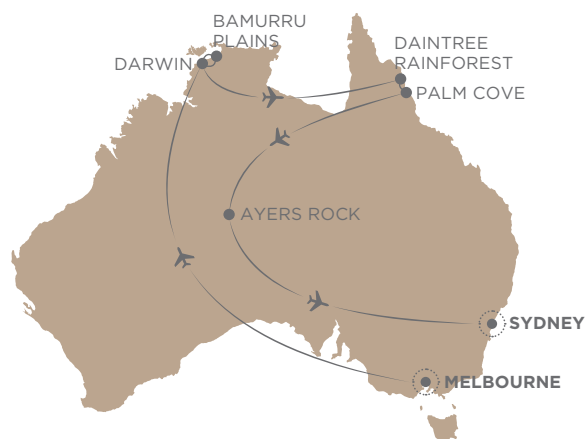 BAMURRU
PLAINS
DARWIN
DAINTREE
RAINFOREST
PALM COVE
AYERS ROCK
SYDNEY
MELBOURNE